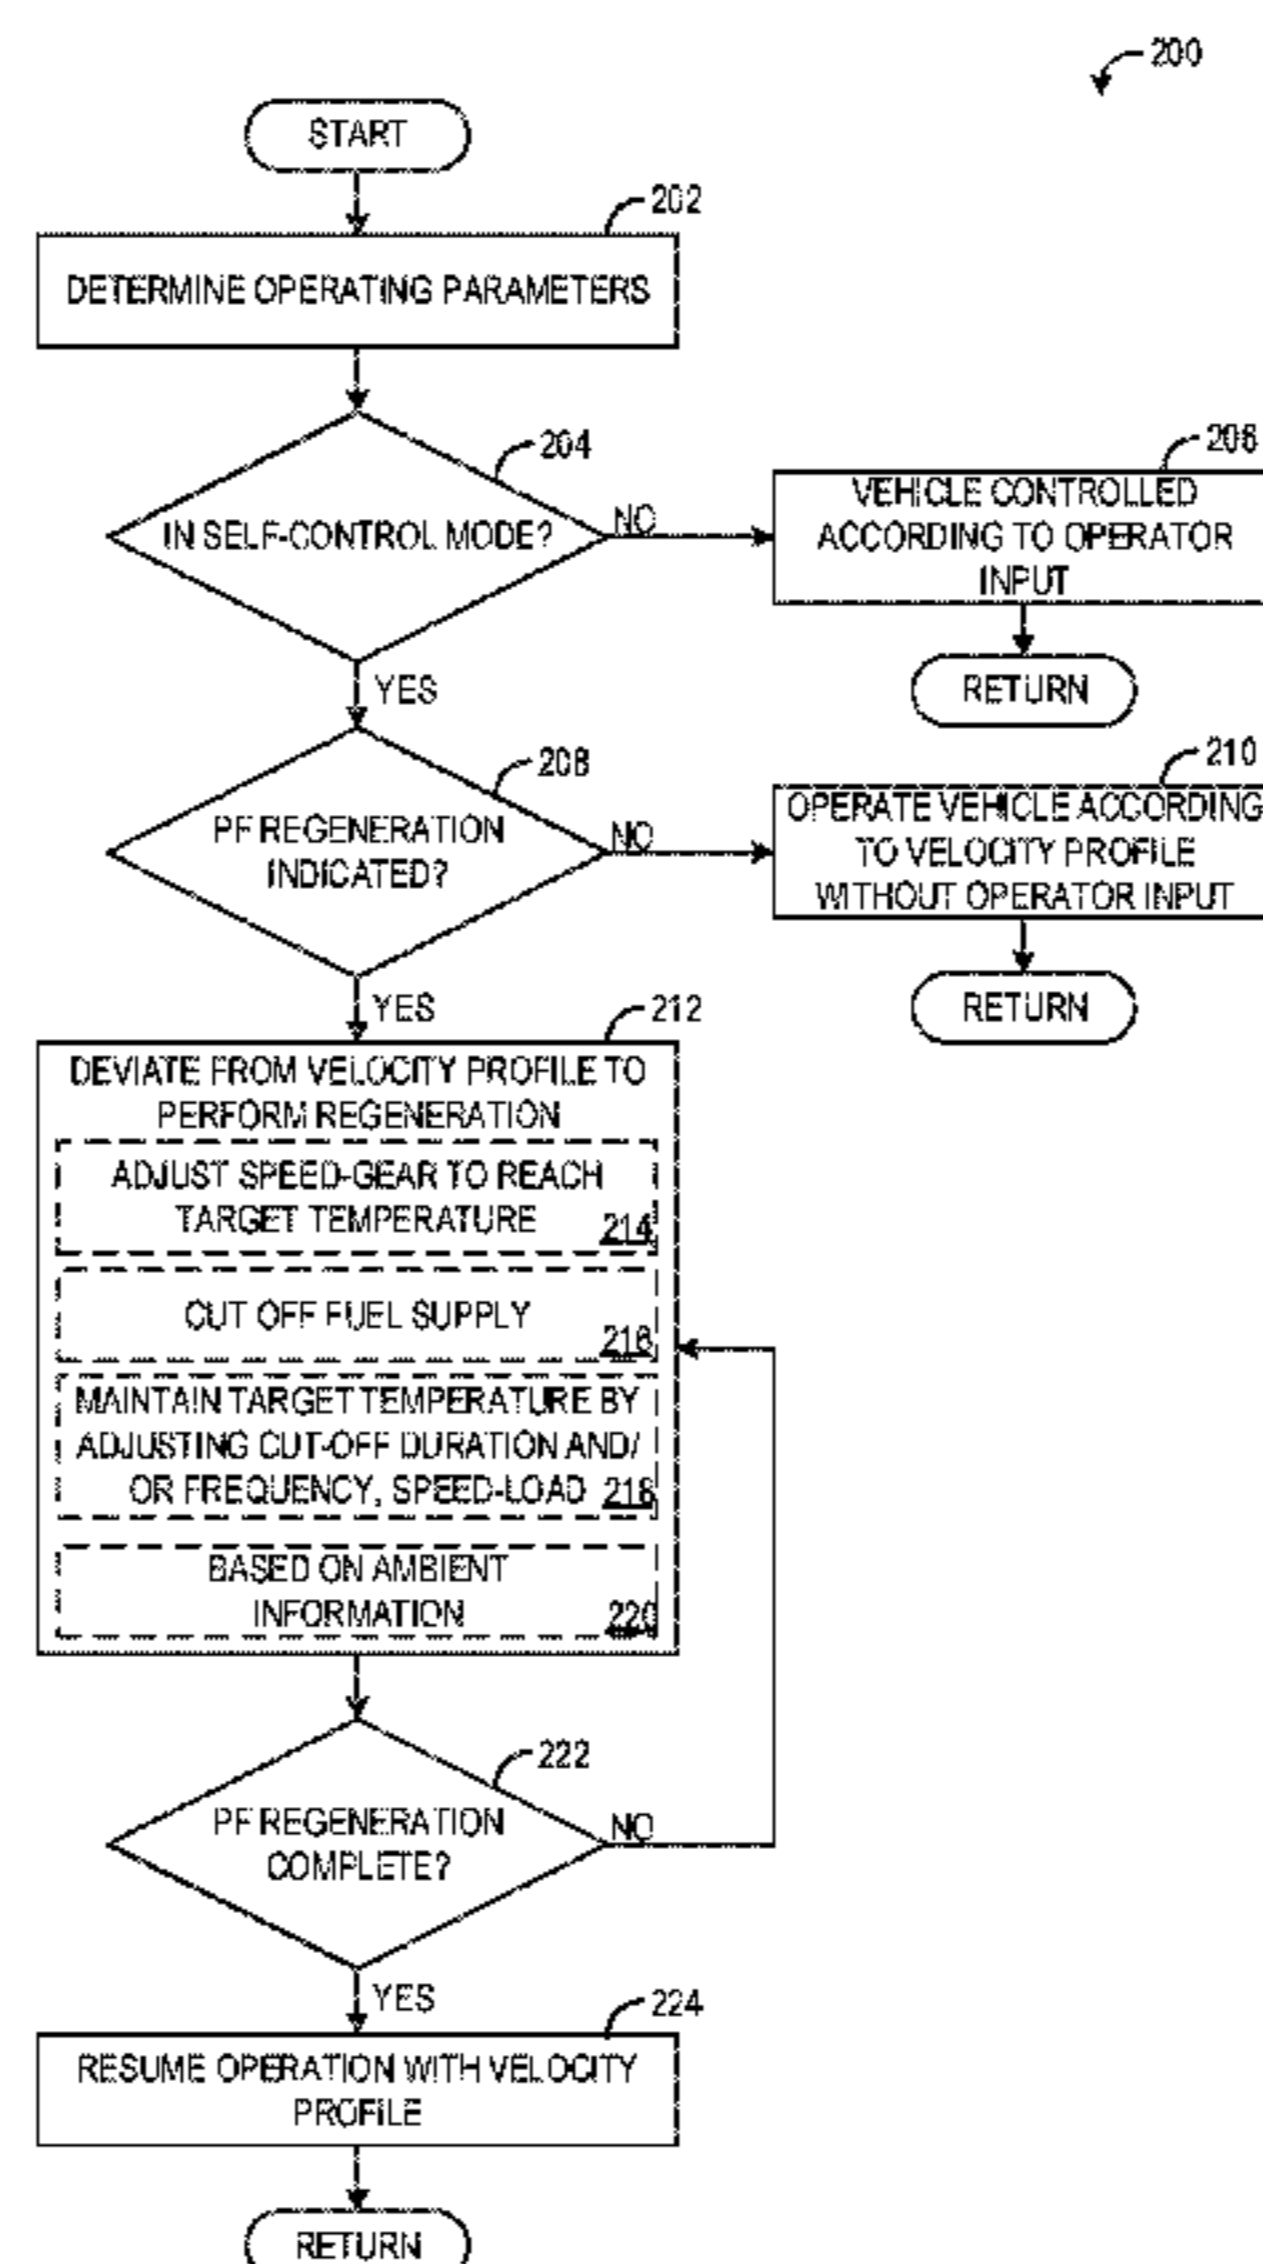 200
START
202
DETERMINE OPERATING PARAMETERS
204
IN SELF-CONTROL MODE?
NO
206
VEHICLE CONTROLLED
ACCORDING TO OPERATOR
INPUT
RETURN
YES
208
PF REGENERATION
INDICATED?
NO
210
OPERATE VEHICLE ACCORDING
TO VELOCITY PROFILE
WITHOUT OPERATOR INPUT
RETURN
YES
212
DEVIATE FROM VELOCITY PROFILE TO
PERFORM REGENERATION
ADJUST SPEED-GEAR TO REACH
TARGET TEMPERATURE 214
CUT OFF FUEL SUPPLY
216
MAINTAIN TARGET TEMPERATURE BY
ADJUSTING CUT-OFF DURATION AND/
OR FREQUENCY, SPEED-LOAD 218
BASED ON AMBIENT
INFORMATION 220
222
PF REGENERATION
COMPLETE?
NO
YES
224
RESUME OPERATION WITH VELOCITY
PROFILE
RETURN